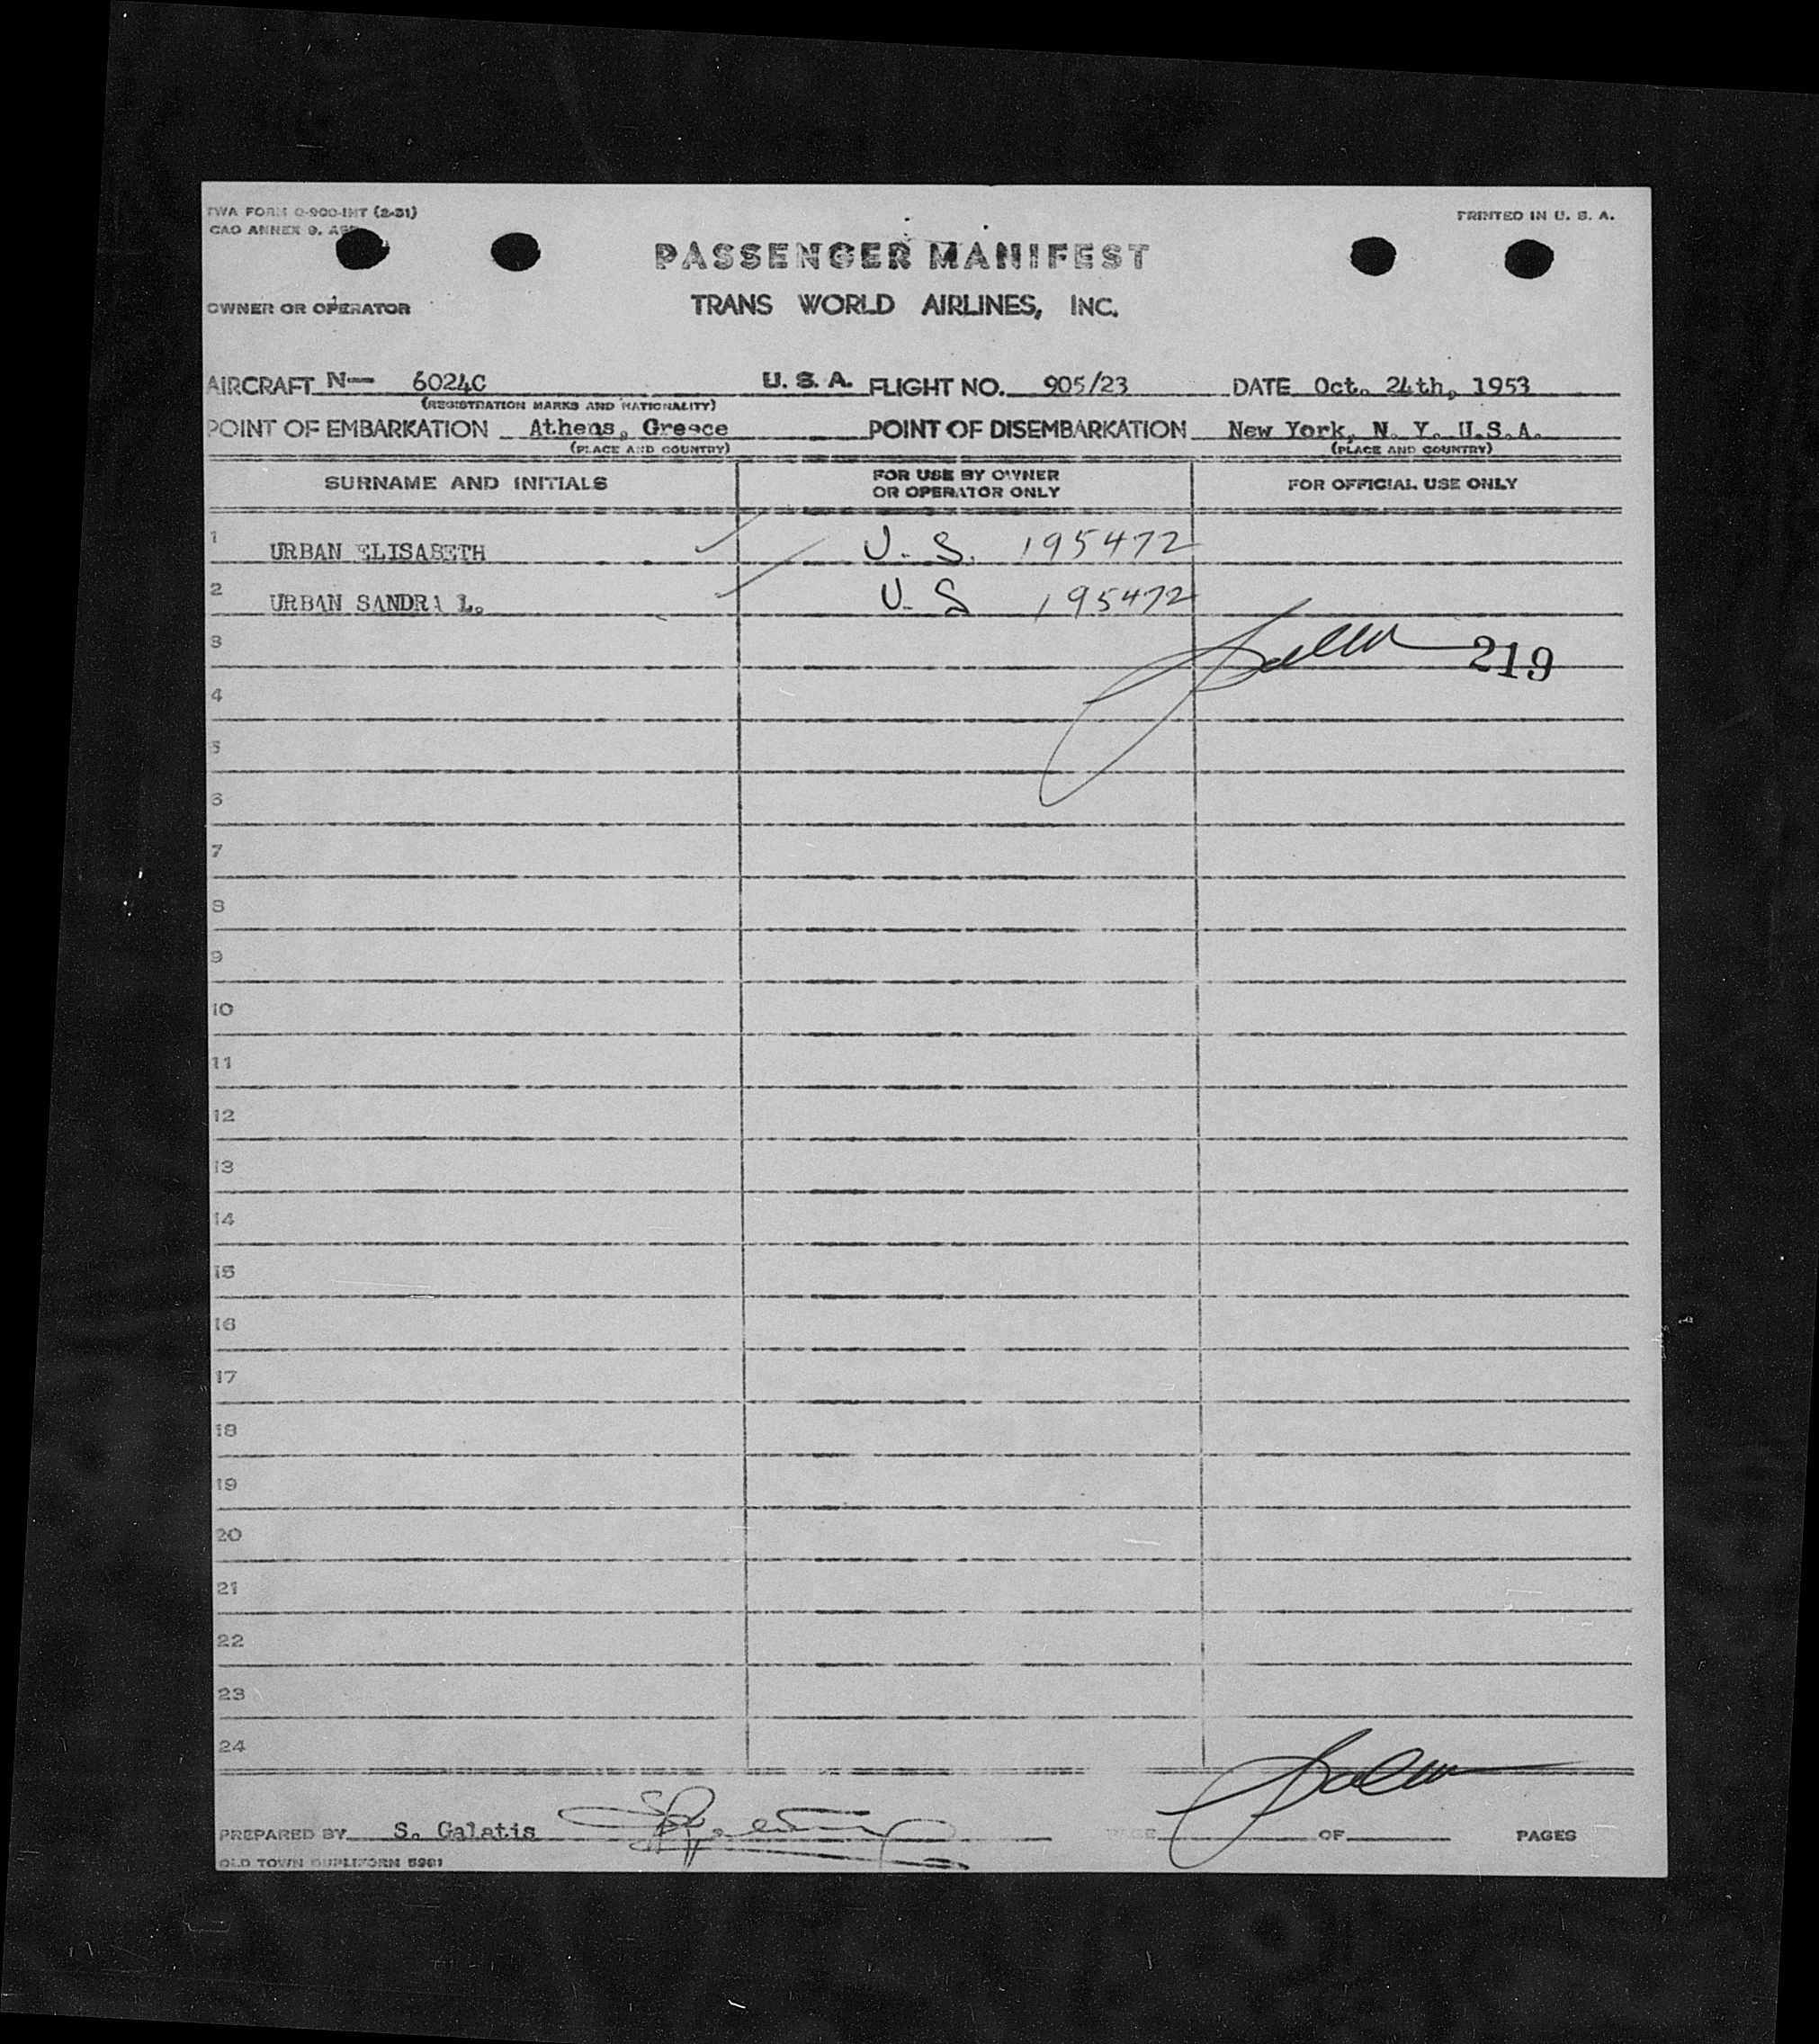 TWA FORM O-900-INT (2-51) PRINTED IN U. S. A.
CAO ANNEX 9,
PASSENGER MANIFEST
OWNER OR OPERATOR TRANS WORLD AIRLINES, INC.
AIRCRAFT N— 6024C U. S. A. FLIGHT NO. 905/23 DATE Oct. 24th, 1953
(REGISTRATION MARKS AND NATIONALITY)
POINT OF EMBARKATION Athens, Greece POINT OF DISEMBARKATION New York, N. Y. U.S.A.
(PLACE AND COUNTRY) (PLACE AND COUNTRY)
SURNAME AND INITIALS FOR USE BY OWNER OR OPERATOR ONLY FOR OFFICIAL USE ONLY
1 URBAN ELISABETH U. S. 195472
2 URBAN SANDRA L. U. S 195472
3 219
4
5
6
7
8
9
10
11
12
13
14
15
16
17
18
19
20
21
22
23
24
PREPARED BY S. Galatis OF PAGES
OLD TOWN DUPLIFORM 5961